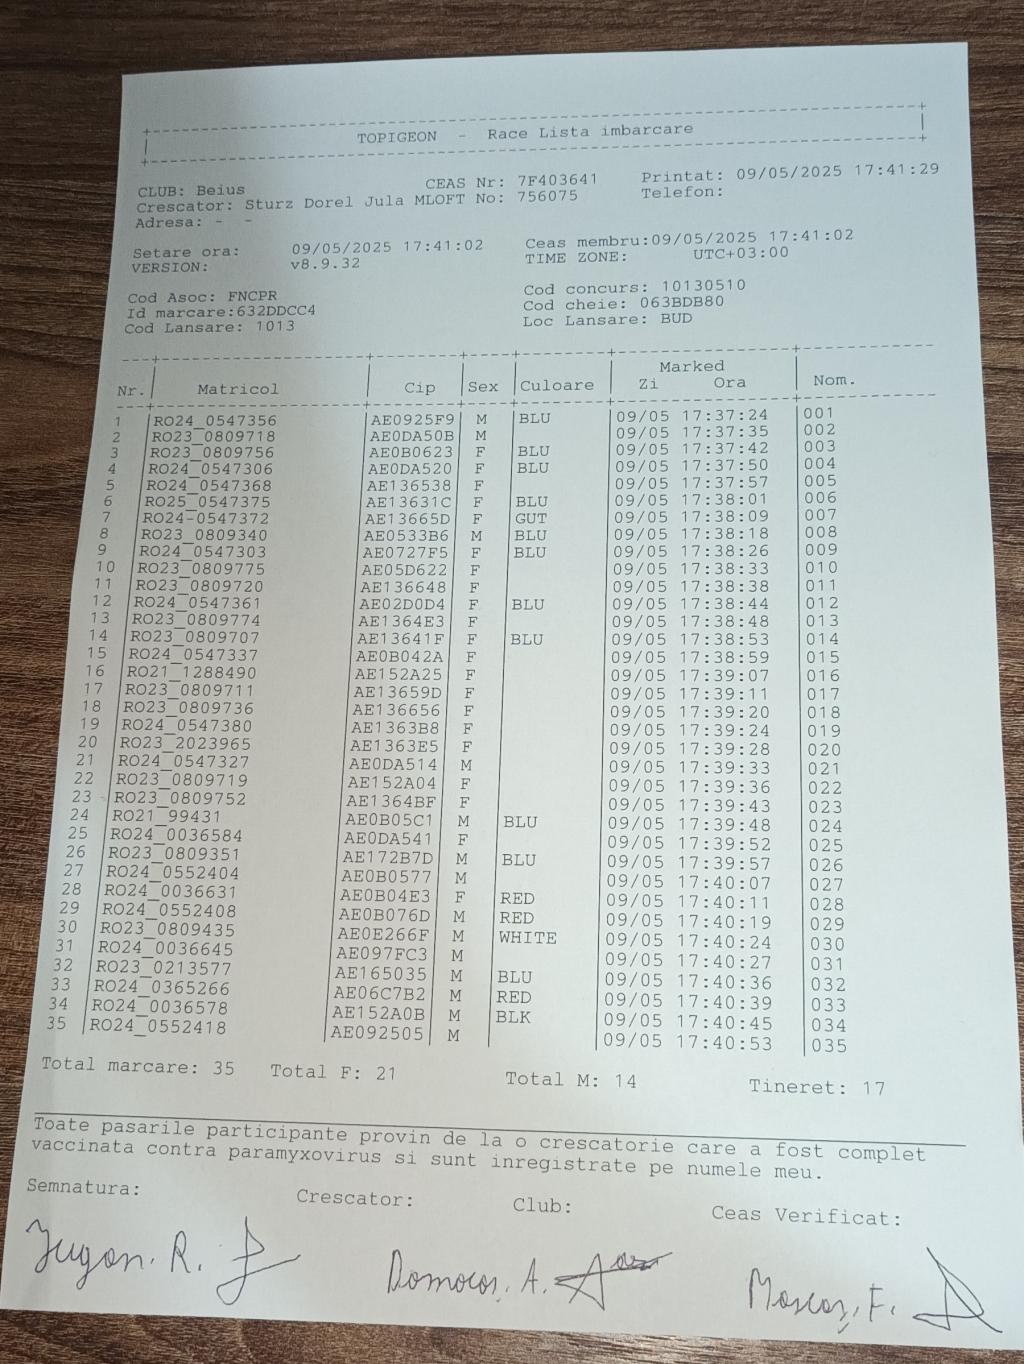 TOPIGEON - Race Lista imbarcare
CLUB: Beius CEAS Nr: 7F403641 Printat: 09/05/2025 17:41:29
Crescator: Sturz Dorel Jula MLOFT No: 756075 Telefon:
Adresa: - -
Setare ora: 09/05/2025 17:41:02 Ceas membru:09/05/2025 17:41:02
VERSION: v8.9.32 TIME ZONE: UTC+03:00
Cod Asoc: FNCPR Cod concurs: 10130510
Id marcare:632DDCC4 Cod cheie: 063BDB80
Cod Lansare: 1013 Loc Lansare: BUD
Marked
Nr. Matricol Cip Sex Culoare Zi Ora Nom.
1 RO24_0547356 AE0925F9 M BLU 09/05 17:37:24 001
2 RO23_0809718 AE0DA50B M 09/05 17:37:35 002
3 RO23_0809756 AE0B0623 F BLU 09/05 17:37:42 003
4 RO24_0547306 AE0DA520 F BLU 09/05 17:37:50 004
5 RO24_0547368 AE136538 F 09/05 17:37:57 005
6 RO25_0547375 AE13631C F BLU 09/05 17:38:01 006
7 RO24-0547372 AE13665D F GUT 09/05 17:38:09 007
8 RO23_0809340 AE0533B6 M BLU 09/05 17:38:18 008
9 RO24_0547303 AE0727F5 F BLU 09/05 17:38:26 009
10 RO23_0809775 AE05D622 F 09/05 17:38:33 010
11 RO23_0809720 AE136648 F 09/05 17:38:38 011
12 RO24_0547361 AE02D0D4 F BLU 09/05 17:38:44 012
13 RO23_0809774 AE1364E3 F 09/05 17:38:48 013
14 RO23_0809707 AE13641F F BLU 09/05 17:38:53 014
15 RO24_0547337 AE0B042A F 09/05 17:38:59 015
16 RO21_1288490 AE152A25 F 09/05 17:39:07 016
17 RO23_0809711 AE13659D F 09/05 17:39:11 017
18 RO23_0809736 AE136656 F 09/05 17:39:20 018
19 RO24_0547380 AE1363B8 F 09/05 17:39:24 019
20 RO23_2023965 AE1363E5 F 09/05 17:39:28 020
21 RO24_0547327 AE0DA514 M 09/05 17:39:33 021
22 RO23_0809719 AE152A04 F 09/05 17:39:36 022
23 RO23_0809752 AE1364BF F 09/05 17:39:43 023
24 RO21_99431 AE0B05C1 M BLU 09/05 17:39:48 024
25 RO24_0036584 AE0DA541 F 09/05 17:39:52 025
26 RO23_0809351 AE172B7D M BLU 09/05 17:39:57 026
27 RO24_0552404 AE0B0577 M 09/05 17:40:07 027
28 RO24_0036631 AE0B04E3 F RED 09/05 17:40:11 028
29 RO24_0552408 AE0B076D M RED 09/05 17:40:19 029
30 RO23_0809435 AE0E266F M WHITE 09/05 17:40:24 030
31 RO24_0036645 AE097FC3 M 09/05 17:40:27 031
32 RO23_0213577 AE165035 M BLU 09/05 17:40:36 032
33 RO24_0365266 AE06C7B2 M RED 09/05 17:40:39 033
34 RO24_0036578 AE152A0B M BLK 09/05 17:40:45 034
35 RO24_0552418 AE092505 M 09/05 17:40:53 035
Total marcare: 35 Total F: 21 Total M: 14 Tineret: 17
Toate pasarile participante provin de la o crescatorie care a fost complet
vaccinata contra paramyxovirus si sunt inregistrate pe numele meu.
Semnatura: Crescator: Club: Ceas Verificat:
R. Domocoș, A. F.